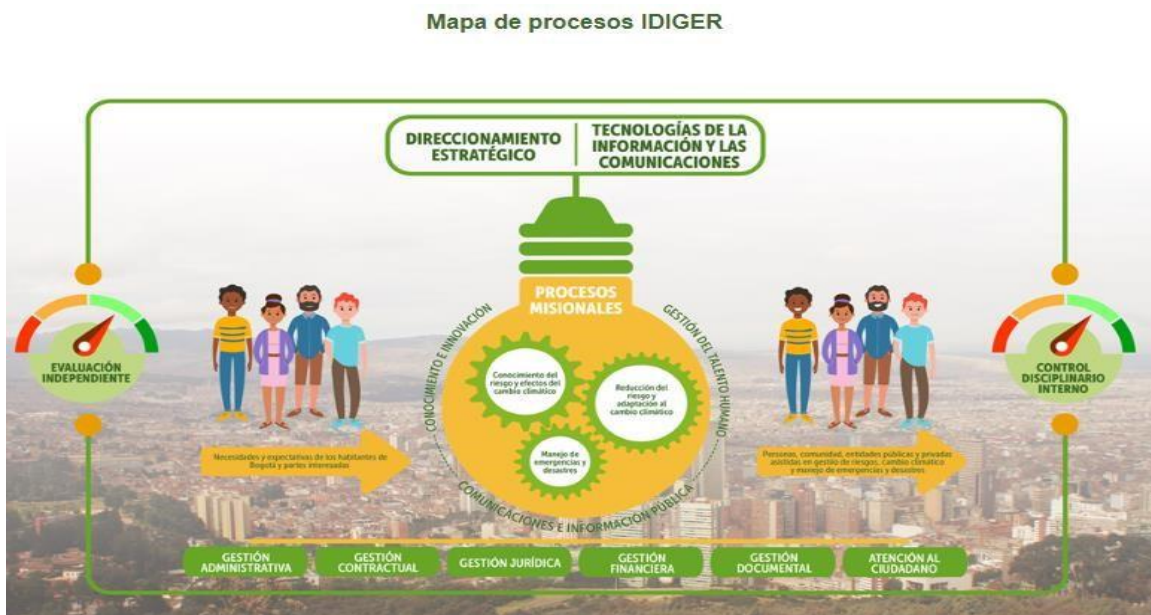 Mapa de procesos IDIGER
DIRECCIONAMIENTO
ESTRATÉGICO
TECNOLOGÍAS DE LA
INFORMACIÓN Y LAS
COMUNICACIONES
PROCESOS
MISIONALES
CONOCIMIENTO E INNOVACIÓN
GESTIÓN DEL TALENTO HUMANO
COMUNICACIONES E INFORMACIÓN PÚBLICA
Conocimiento del
riesgo y efectos del
cambio climático
Reducción del
riesgo y
adaptación al
cambio climático
Manejo de
emergencias y
desastres
EVALUACIÓN
INDEPENDIENTE
CONTROL
DISCIPLINARIO
INTERNO
Necesidades y expectativas de los habitantes de
Bogotá y partes interesadas
Personas, comunidad, entidades públicas y privadas
asistidas en gestión de riesgos, cambio climático
y manejo de emergencias y desastres
GESTIÓN
ADMINISTRATIVA
GESTIÓN
CONTRACTUAL
GESTIÓN JURÍDICA
GESTIÓN
FINANCIERA
GESTIÓN
DOCUMENTAL
ATENCIÓN AL
CIUDADANO